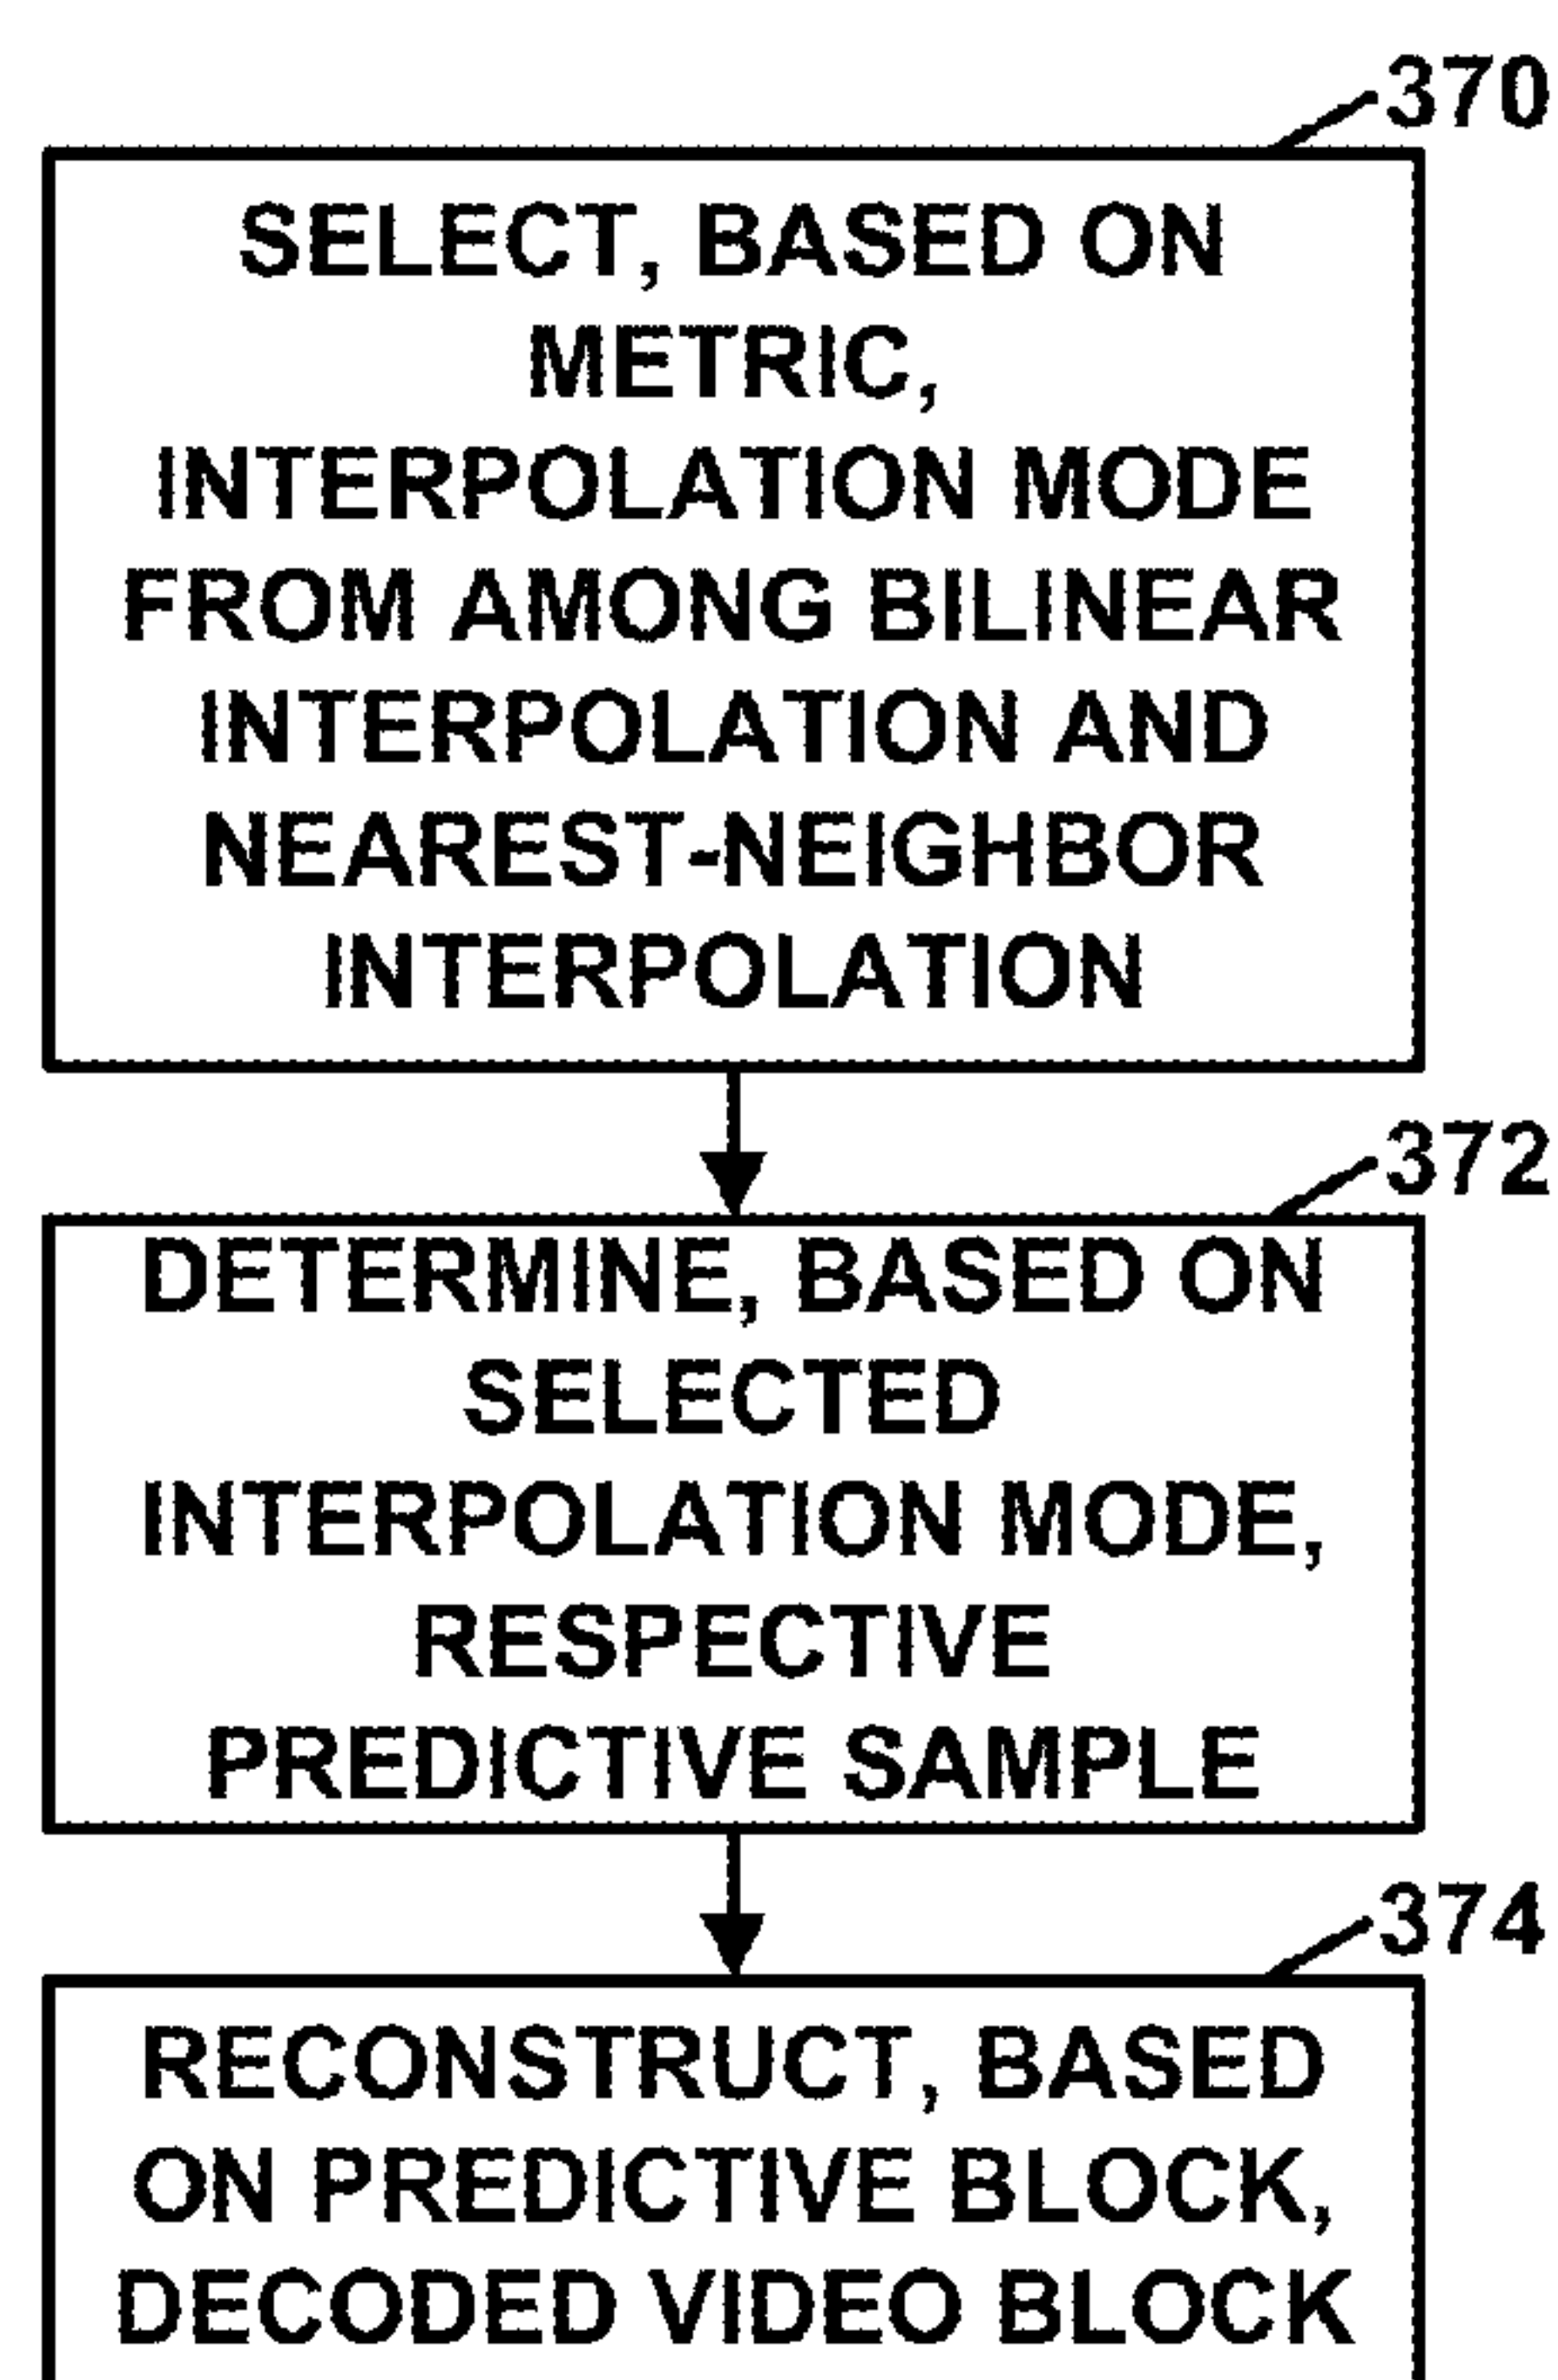 370
SELECT, BASED ON
METRIC,
INTERPOLATION MODE
FROM AMONG BILINEAR
INTERPOLATION AND
NEAREST-NEIGHBOR
INTERPOLATION
372
DETERMINE, BASED ON
SELECTED
INTERPOLATION MODE,
RESPECTIVE
PREDICTIVE SAMPLE
374
RECONSTRUCT, BASED
ON PREDICTIVE BLOCK,
DECODED VIDEO BLOCK